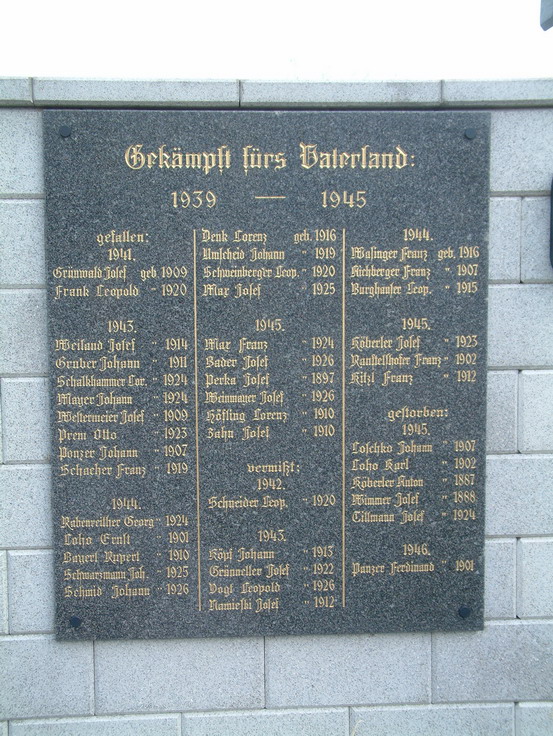 Gekämpft fürs Vaterland:
1939 — 1945
gefallen:
1941.
Grünwald Josef geb 1909
Frank Leopold " 1920
1943.
Weiland Josef " 1914
Gruber Johann " 1911
Schalkhammer Lor. " 1924
Mayer Johann " 1924
Westermeier Josef " 1909
Prem Otto " 1923
Ponzer Johann " 1907
Schacher Franz " 1919
1944.
Rabenreither Georg " 1924
Loho Ernst " 1901
Bayerl Rupert " 1910
Schwarzmann Joh. " 1925
Schmid Johann " 1926
Denk Lorenz geb. 1916
Umscheid Johann " 1919
Schweinberger Leop. " 1920
Max Josef 1925
1945.
Max Franz " 1924
Bader Josef " 1926
Perka Josef " 1897
Weinmayer Josef " 1926
Höfling Lorenz " 1910
Zahn Josef " 1910
vermißt:
1942.
Schneider Leop. " 1920
1943.
Köpf Johann " 1913
Grünneller Josef " 1922
Vogl Leopold " 1926
Namieski Josef " 1912
1944.
Wasinger Franz geb. 1916
Aichberger Franz " 1907
Burghauser Leop. " 1915
1945.
Köberler Josef " 1923
Ranstelshofer Franz " 1902
Kitzl Franz " 1912
gestorben:
1945.
Loschko Johann " 1907
Loho Karl " 1902
Köberler Anton " 1887
Wimmer Josef " 1888
Tillmann Josef " 1924
1946.
Panzer Ferdinand " 1901